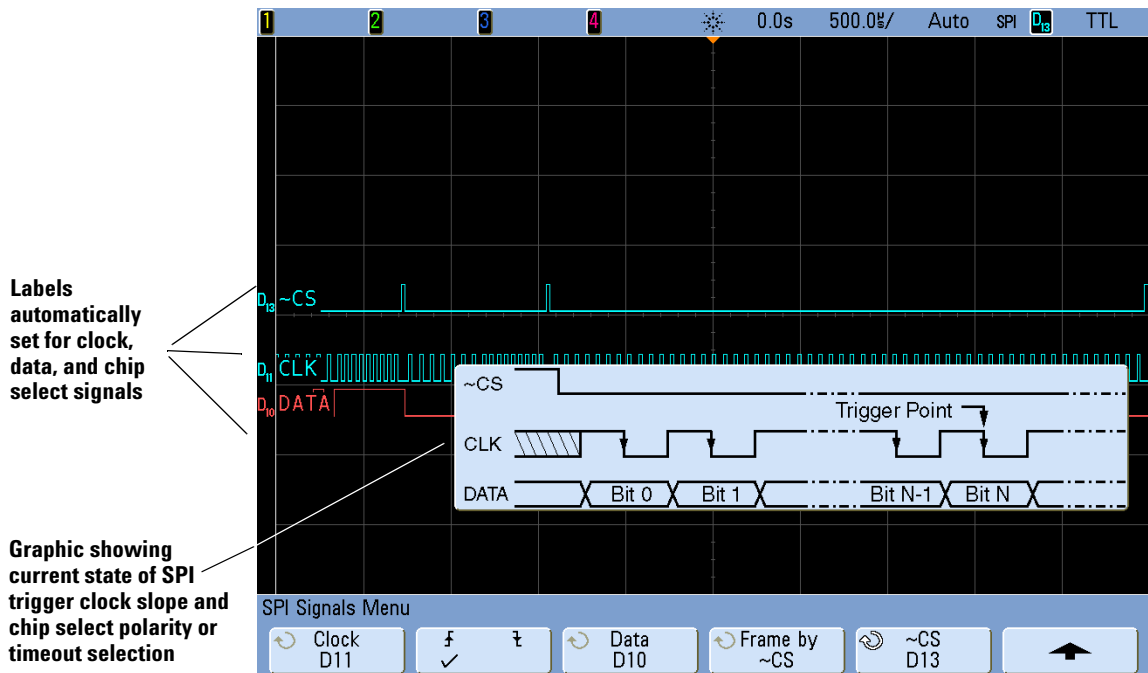 1 2 3 4 0.0s 500.0µs/ Auto SPI D13 TTL
Labels
automatically
set for clock,
data, and chip
select signals
D13 ~CS
D11 CLK
D10 DATA
~CS
Trigger Point
CLK
DATA Bit 0 Bit 1 Bit N-1 Bit N
Graphic showing
current state of SPI
trigger clock slope and
chip select polarity or
timeout selection
SPI Signals Menu
Clock
D11
Data
D10
Frame by
~CS
~CS
D13